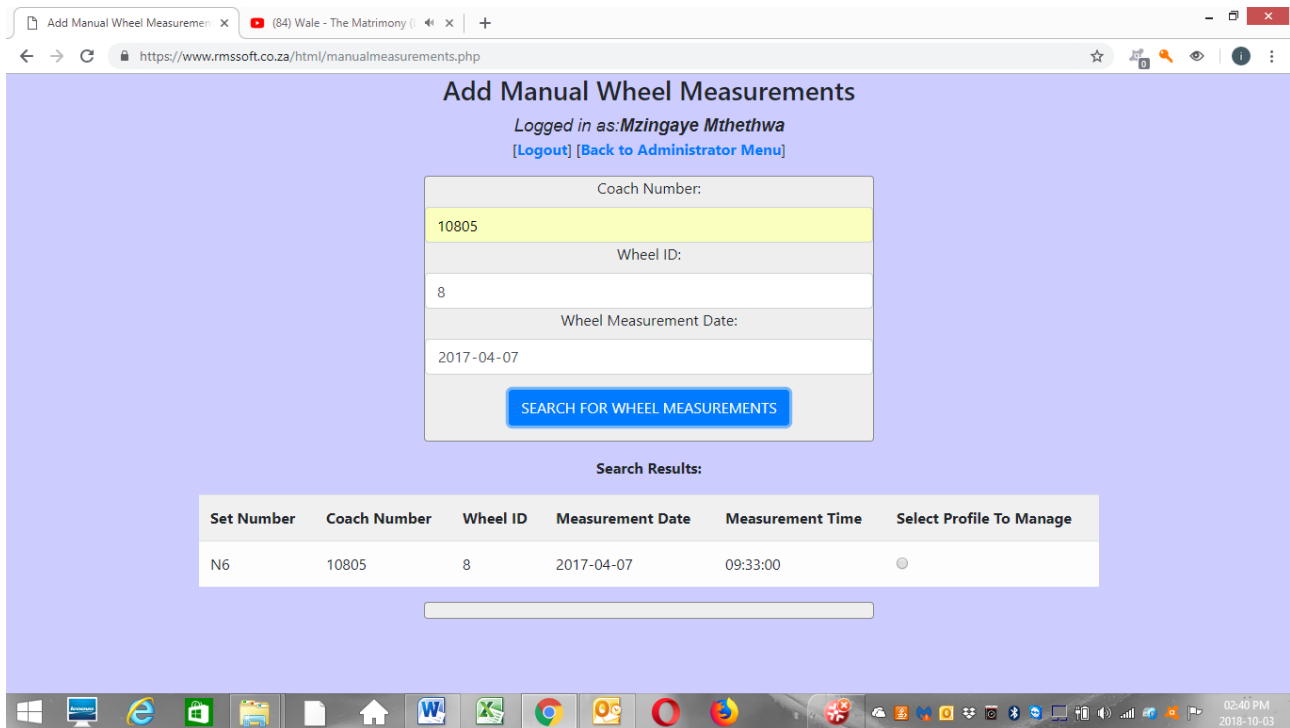 Add Manual Wheel Measuremen
(84) Wale - The Matrimony (
https://www.rmssoft.co.za/html/manualmeasurements.php
0
i
Add Manual Wheel Measurements
Logged in as:Mzingaye Mthethwa
[Logout] [Back to Administrator Menu]
Coach Number:
10805
Wheel ID:
8
Wheel Measurement Date:
2017-04-07
SEARCH FOR WHEEL MEASUREMENTS
Search Results:
Set Number Coach Number Wheel ID Measurement Date Measurement Time Select Profile To Manage
N6 10805 8 2017-04-07 09:33:00
02:40 PM
2018-10-03